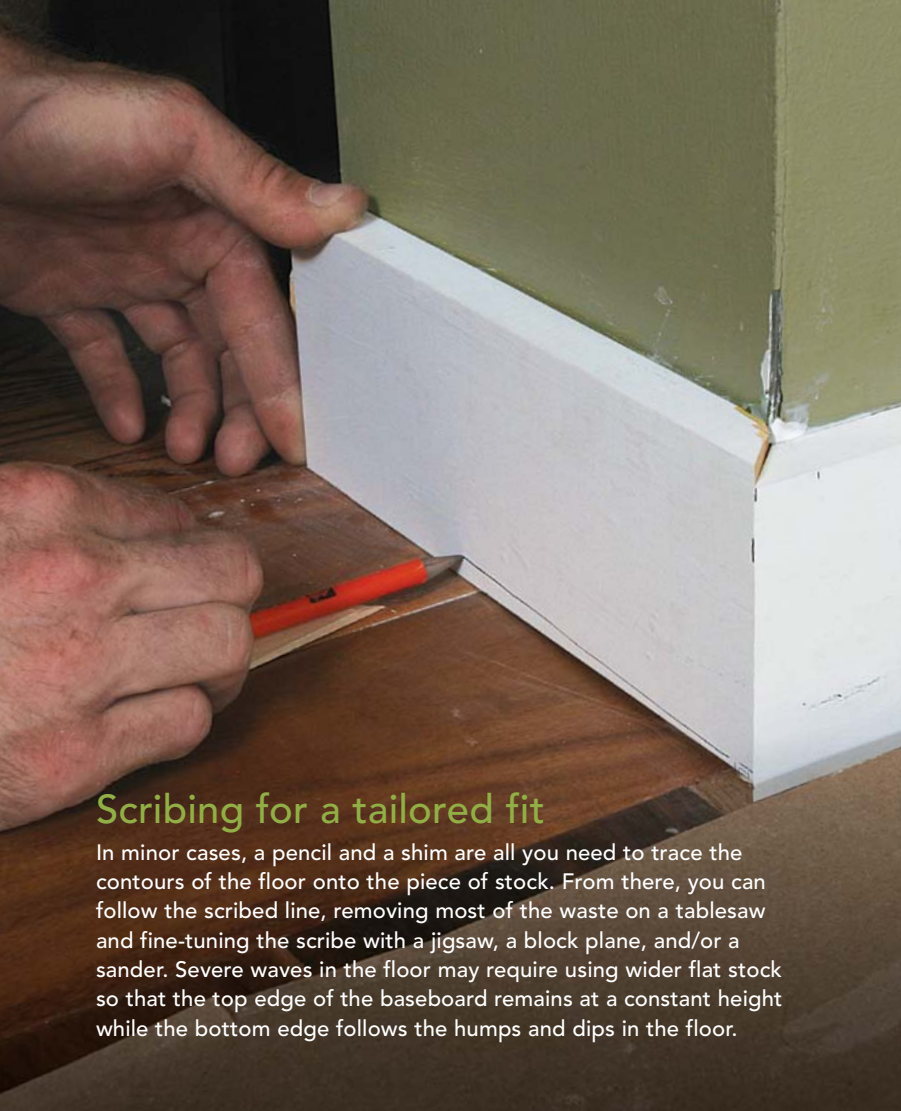 Scribing for a tailored fit
In minor cases, a pencil and a shim are all you need to trace the
contours of the floor onto the piece of stock. From there, you can
follow the scribed line, removing most of the waste on a tablesaw
and fine-tuning the scribe with a jigsaw, a block plane, and/or a
sander. Severe waves in the floor may require using wider flat stock
so that the top edge of the baseboard remains at a constant height
while the bottom edge follows the humps and dips in the floor.